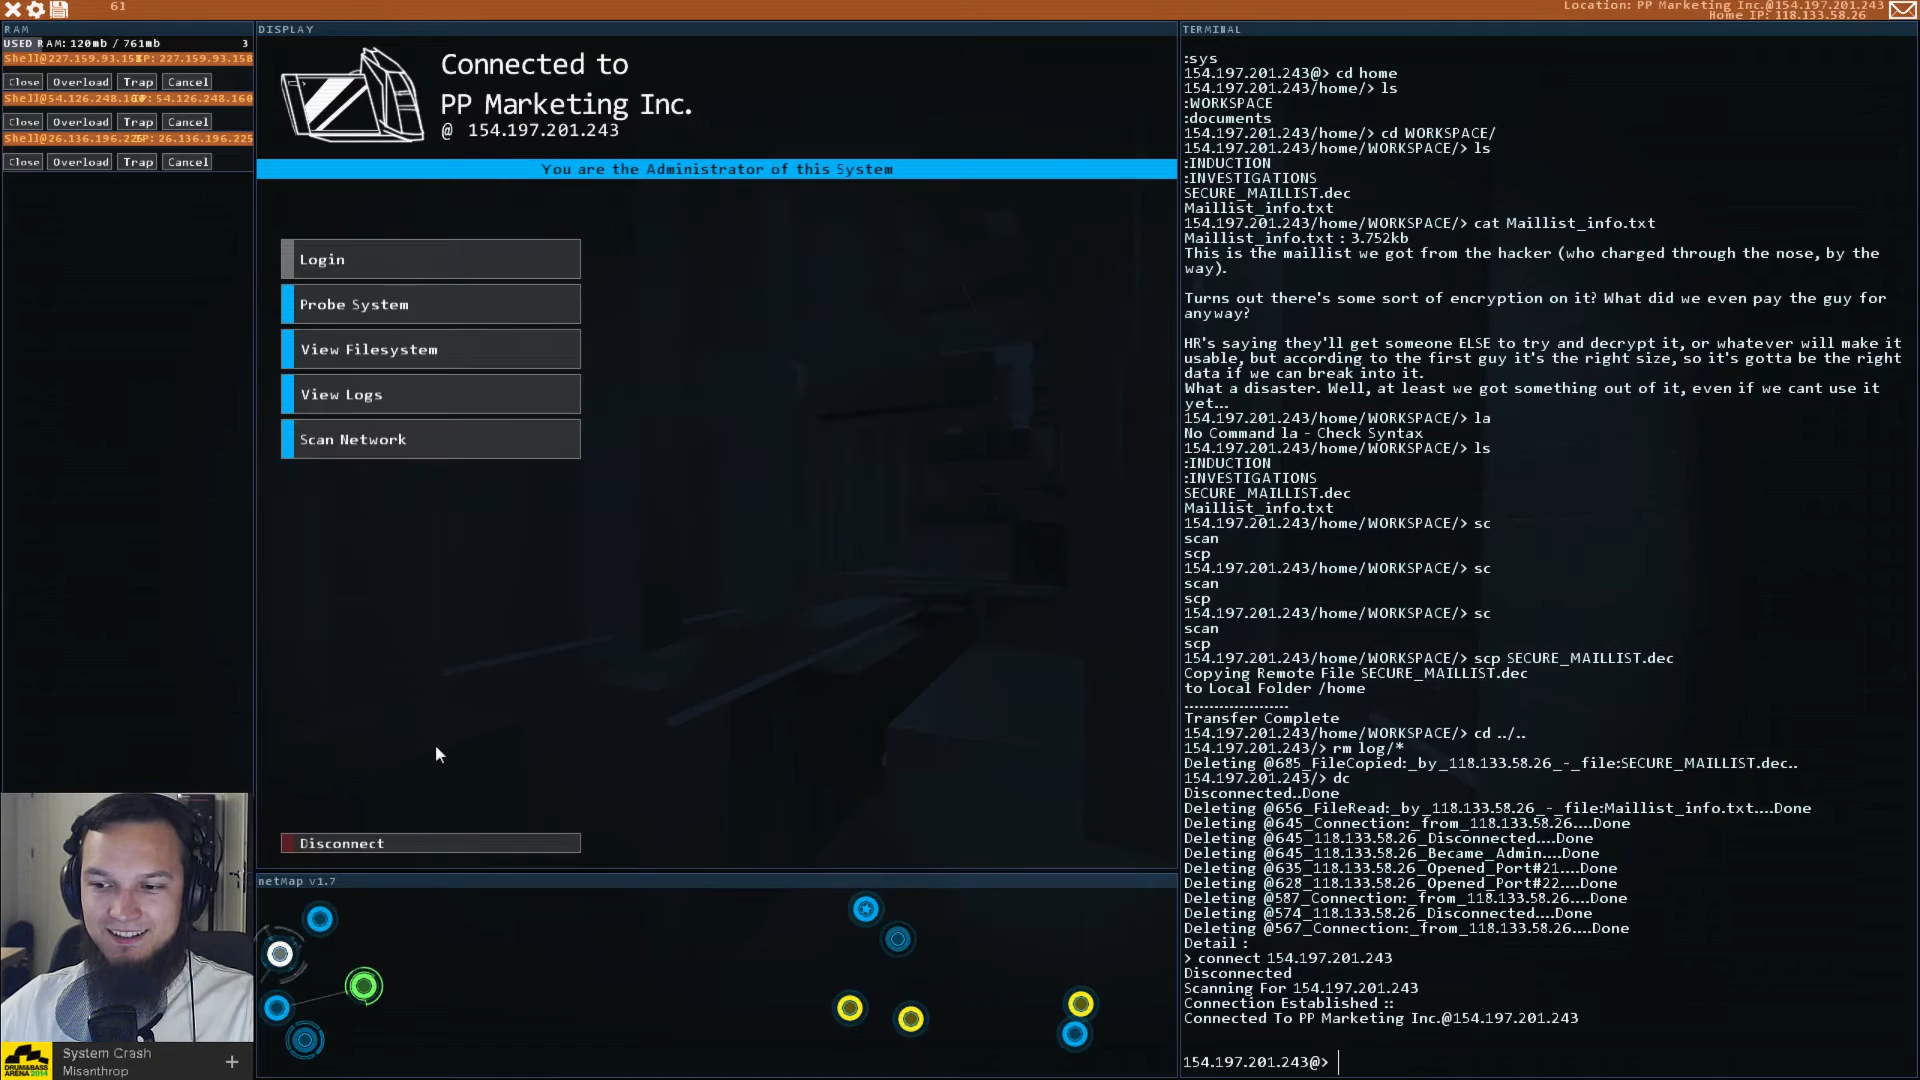 61
Location: PP Marketing Inc.@154.197.201.243
Home IP: 118.133.58.26
RAM
USED RAM: 120mb / 761mb 3
Close Overload Trap Cancel
Close Overload Trap Cancel
Close Overload Trap Cancel
DISPLAY
Connected to
PP Marketing Inc.
@ 154.197.201.243
You are the Administrator of this System
Login
Probe System
View Filesystem
View Logs
Scan Network
Disconnect
netMap v1.7
System Crash
Misanthrop
DRUM&BASS
ARENA 2014
TERMINAL
:sys
154.197.201.243@> cd home
154.197.201.243/home/> ls
:WORKSPACE
:documents
154.197.201.243/home/> cd WORKSPACE/
154.197.201.243/home/WORKSPACE/> ls
:INDUCTION
:INVESTIGATIONS
SECURE_MAILLIST.dec
Maillist_info.txt
154.197.201.243/home/WORKSPACE/> cat Maillist_info.txt
Maillist_info.txt : 3.752kb
This is the maillist we got from the hacker (who charged through the nose, by the
way).
Turns out there's some sort of encryption on it? What did we even pay the guy for
anyway?
HR's saying they'll get someone ELSE to try and decrypt it, or whatever will make it
usable, but according to the first guy it's the right size, so it's gotta be the right
data if we can break into it.
What a disaster. Well, at least we got something out of it, even if we cant use it
yet...
154.197.201.243/home/WORKSPACE/> la
No Command la - Check Syntax
154.197.201.243/home/WORKSPACE/> ls
:INDUCTION
:INVESTIGATIONS
SECURE_MAILLIST.dec
Maillist_info.txt
154.197.201.243/home/WORKSPACE/> sc
scan
scp
154.197.201.243/home/WORKSPACE/> sc
scan
scp
154.197.201.243/home/WORKSPACE/> sc
scan
scp
154.197.201.243/home/WORKSPACE/> scp SECURE_MAILLIST.dec
Copying Remote File SECURE_MAILLIST.dec
to Local Folder /home
.....................
Transfer Complete
154.197.201.243/home/WORKSPACE/> cd ../..
154.197.201.243/> rm log/*
Deleting @685_FileCopied:_by_118.133.58.26_-_file:SECURE_MAILLIST.dec..
154.197.201.243/> dc
Disconnected..Done
Deleting @656_FileRead:_by_118.133.58.26_-_file:Maillist_info.txt....Done
Deleting @645_Connection:_from_118.133.58.26....Done
Deleting @645_118.133.58.26_Disconnected....Done
Deleting @645_118.133.58.26_Became_Admin....Done
Deleting @635_118.133.58.26_Opened_Port#21....Done
Deleting @628_118.133.58.26_Opened_Port#22....Done
Deleting @587_Connection:_from_118.133.58.26....Done
Deleting @574_118.133.58.26_Disconnected....Done
Deleting @567_Connection:_from_118.133.58.26....Done
Detail :
> connect 154.197.201.243
Disconnected
Scanning For 154.197.201.243
Connection Established ::
Connected To PP Marketing Inc.@154.197.201.243
154.197.201.243@>